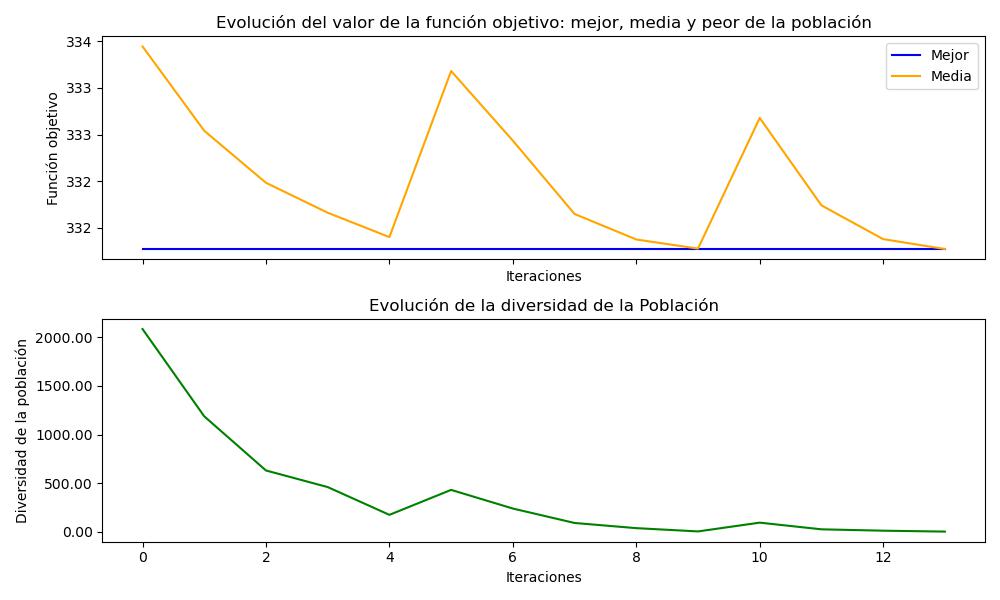 Evolución del valor de la función objetivo: mejor, media y peor de la población
334
333
333
332
332
Función objetivo
Mejor
Media
Iteraciones
Evolución de la diversidad de la Población
2000.00
1500.00
1000.00
500.00
0.00
Diversidad de la población
0 2 4 6 8 10 12
Iteraciones